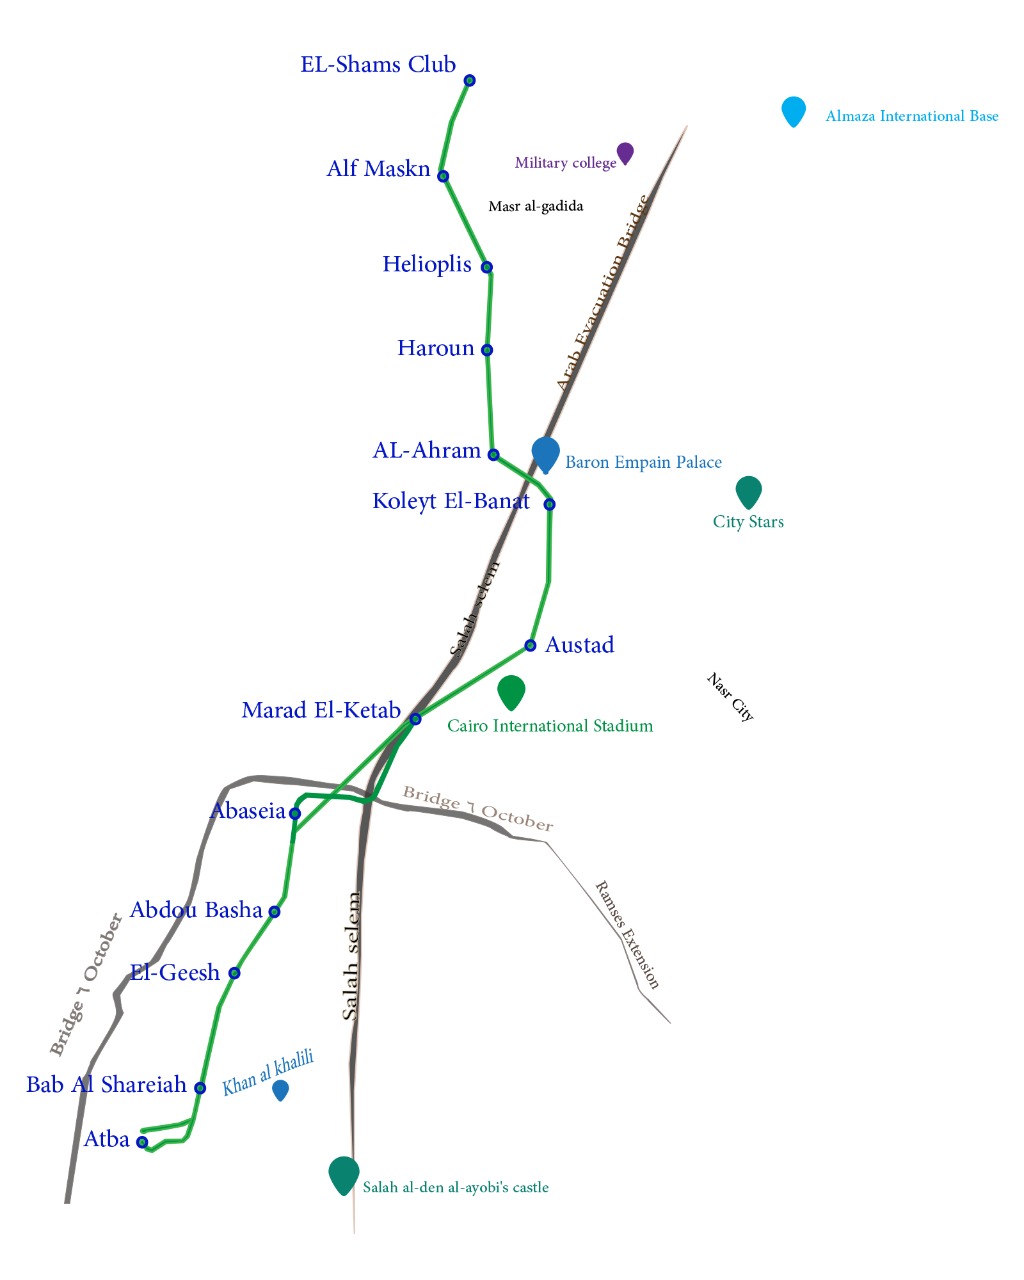 EL-Shams Club
Almaza International Base
Military college
Alf Maskn
Masr al-gadida
Arab Evacuation Bridge
Helioplis
Haroun
AL-Ahram
Baron Empain Palace
Koleyt El-Banat
City Stars
Salah selem
Austad
Nasr City
Marad El-Ketab
Cairo International Stadium
Bridge ٦ October
Abaseia
Ramses Extension
Salah selem
Abdou Basha
Bridge ٦ October
El-Geesh
Khan al khalili
Bab Al Shareiah
Atba
Salah al-den al-ayobi's castle